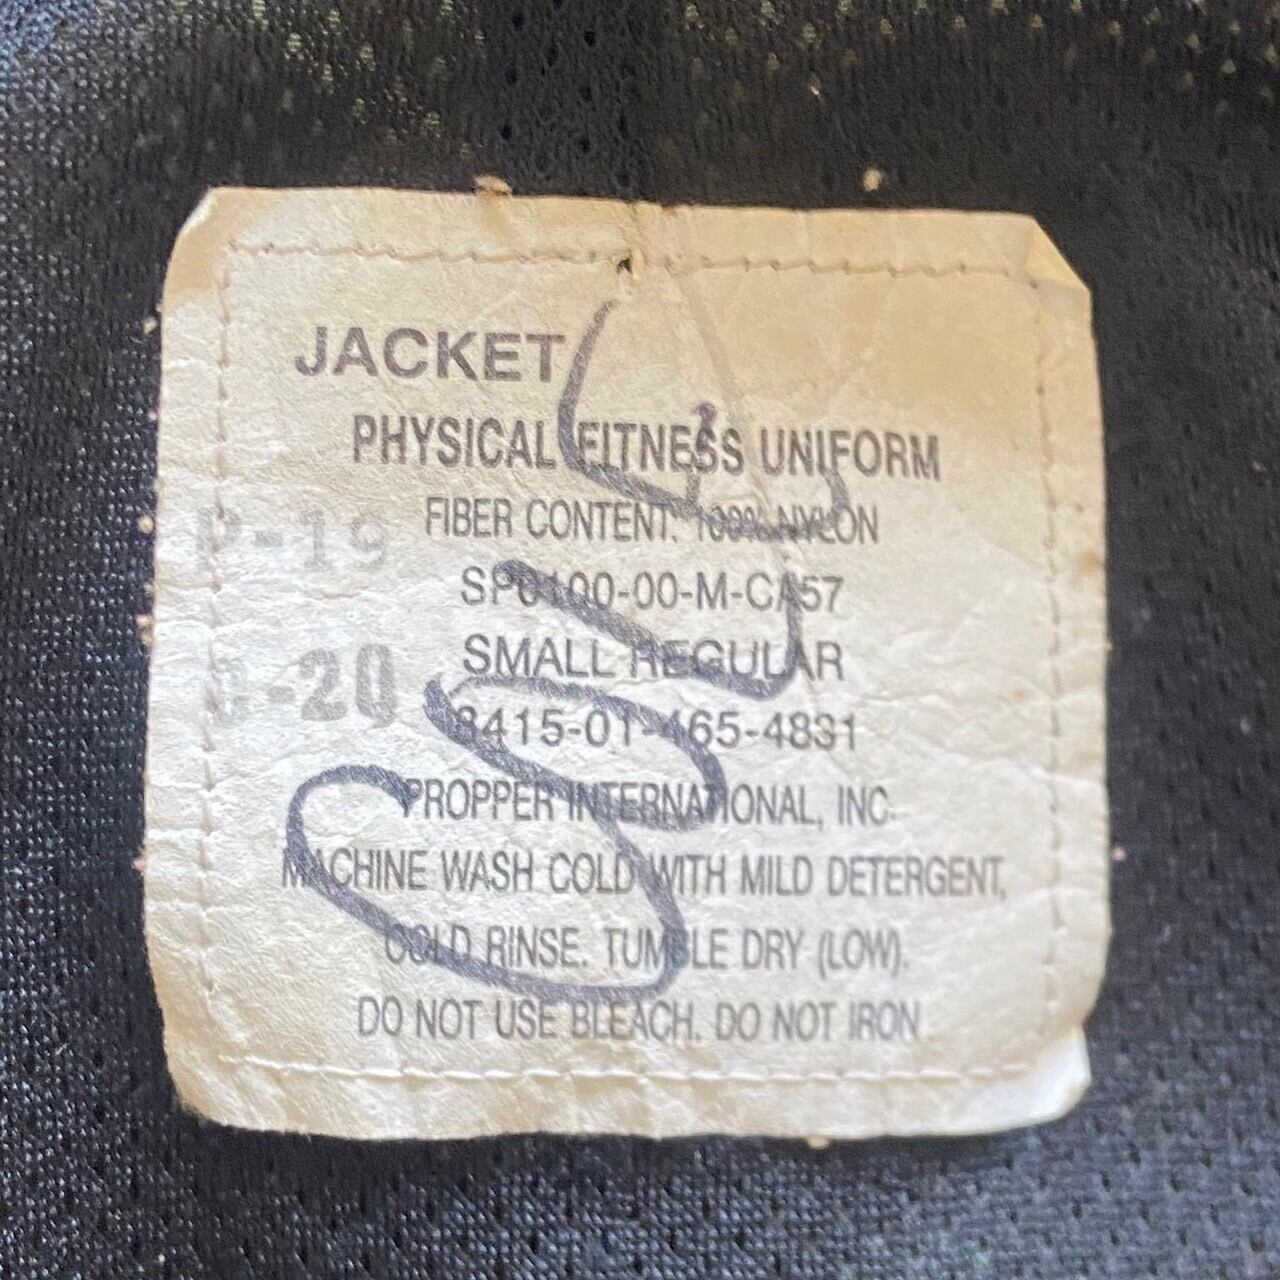 JACKET
PHYSICAL FITNESS UNIFORM
FIBER CONTENT: 100% NYLON
P-19
SP0100-00-M-CA57
SMALL REGULAR
-20
8415-01-465-4831
PROPPER INTERNATIONAL, INC.
MACHINE WASH COLD WITH MILD DETERGENT,
COLD RINSE. TUMBLE DRY (LOW).
DO NOT USE BLEACH. DO NOT IRON